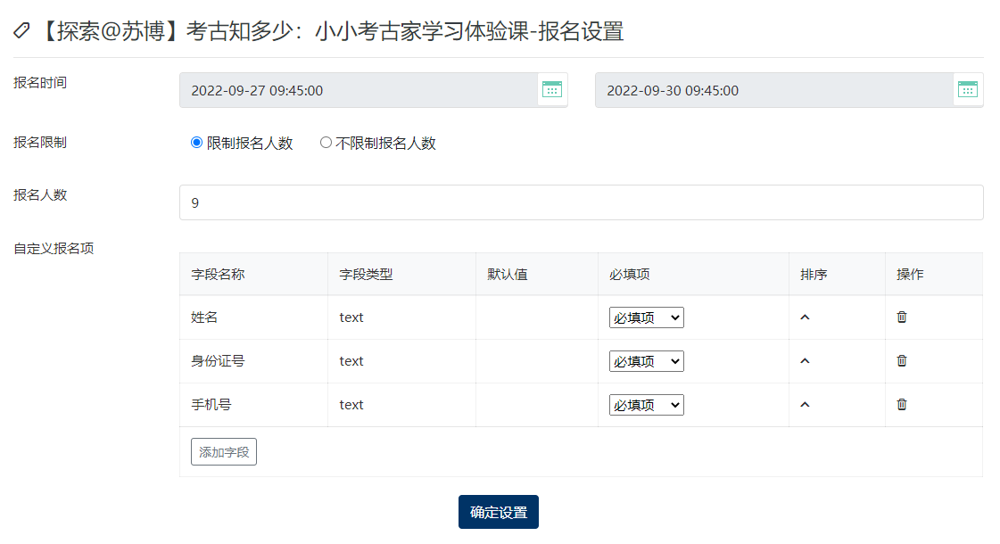 【探索@苏博】考古知多少：小小考古家学习体验课-报名设置
报名时间 2022-09-27 09:45:00 2022-09-30 09:45:00
报名限制 限制报名人数 不限制报名人数
报名人数 9
自定义报名项
字段名称 字段类型 默认值 必填项 排序 操作
姓名 text 必填项
身份证号 text 必填项
手机号 text 必填项
添加字段
确定设置